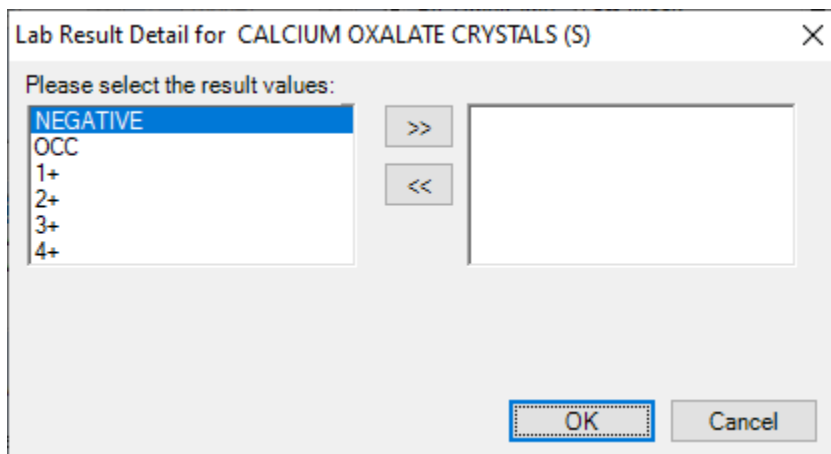 Lab Result Detail for  CALCIUM OXALATE CRYSTALS (S)
Please select the result values:
NEGATIVE
OCC
1+
2+
3+
4+
>>
<<
OK
Cancel